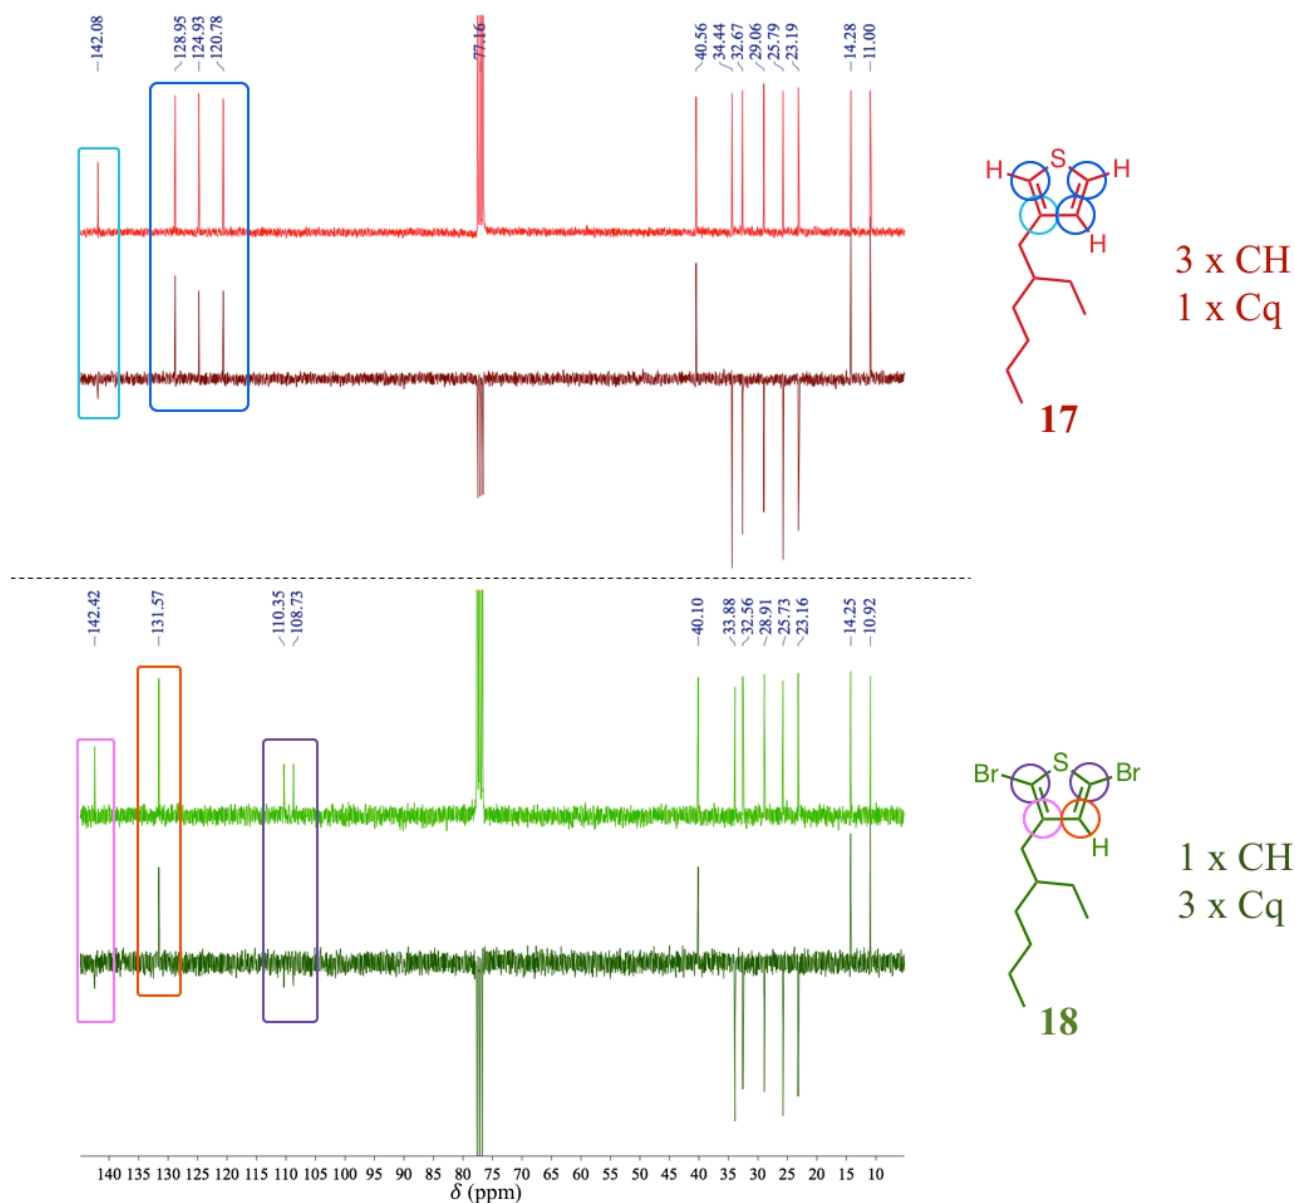 142.08
128.95
124.93
120.78
77.16
40.56
34.44
32.67
29.06
25.79
23.19
14.28
11.00
H S H
H
17
3 x CH
1 x Cq
142.42
131.57
110.35
108.73
40.10
33.88
32.56
28.91
25.73
23.16
14.25
10.92
Br S Br
H
18
1 x CH
3 x Cq
140 135 130 125 120 115 110 105 100 95 90 85 80 75 70 65 60 55 50 45 40 35 30 25 20 15 10
δ (ppm)